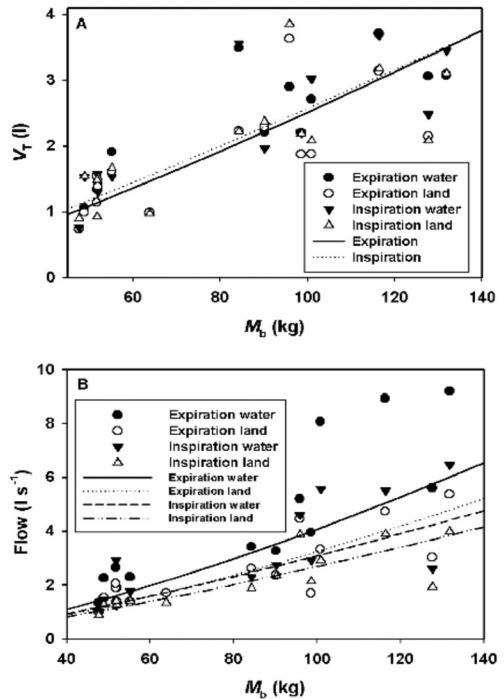 A
4
3
2
1
0
V_T (l)
Expiration water
Expiration land
Inspiration water
Inspiration land
Expiration
Inspiration
60 80 100 120 140
M_b (kg)
B
10
8
6
4
2
0
Flow (l s⁻¹)
Expiration water
Expiration land
Inspiration water
Inspiration land
Expiration water
Expiration land
Inspiration water
Inspiration land
40 60 80 100 120 140
M_b (kg)